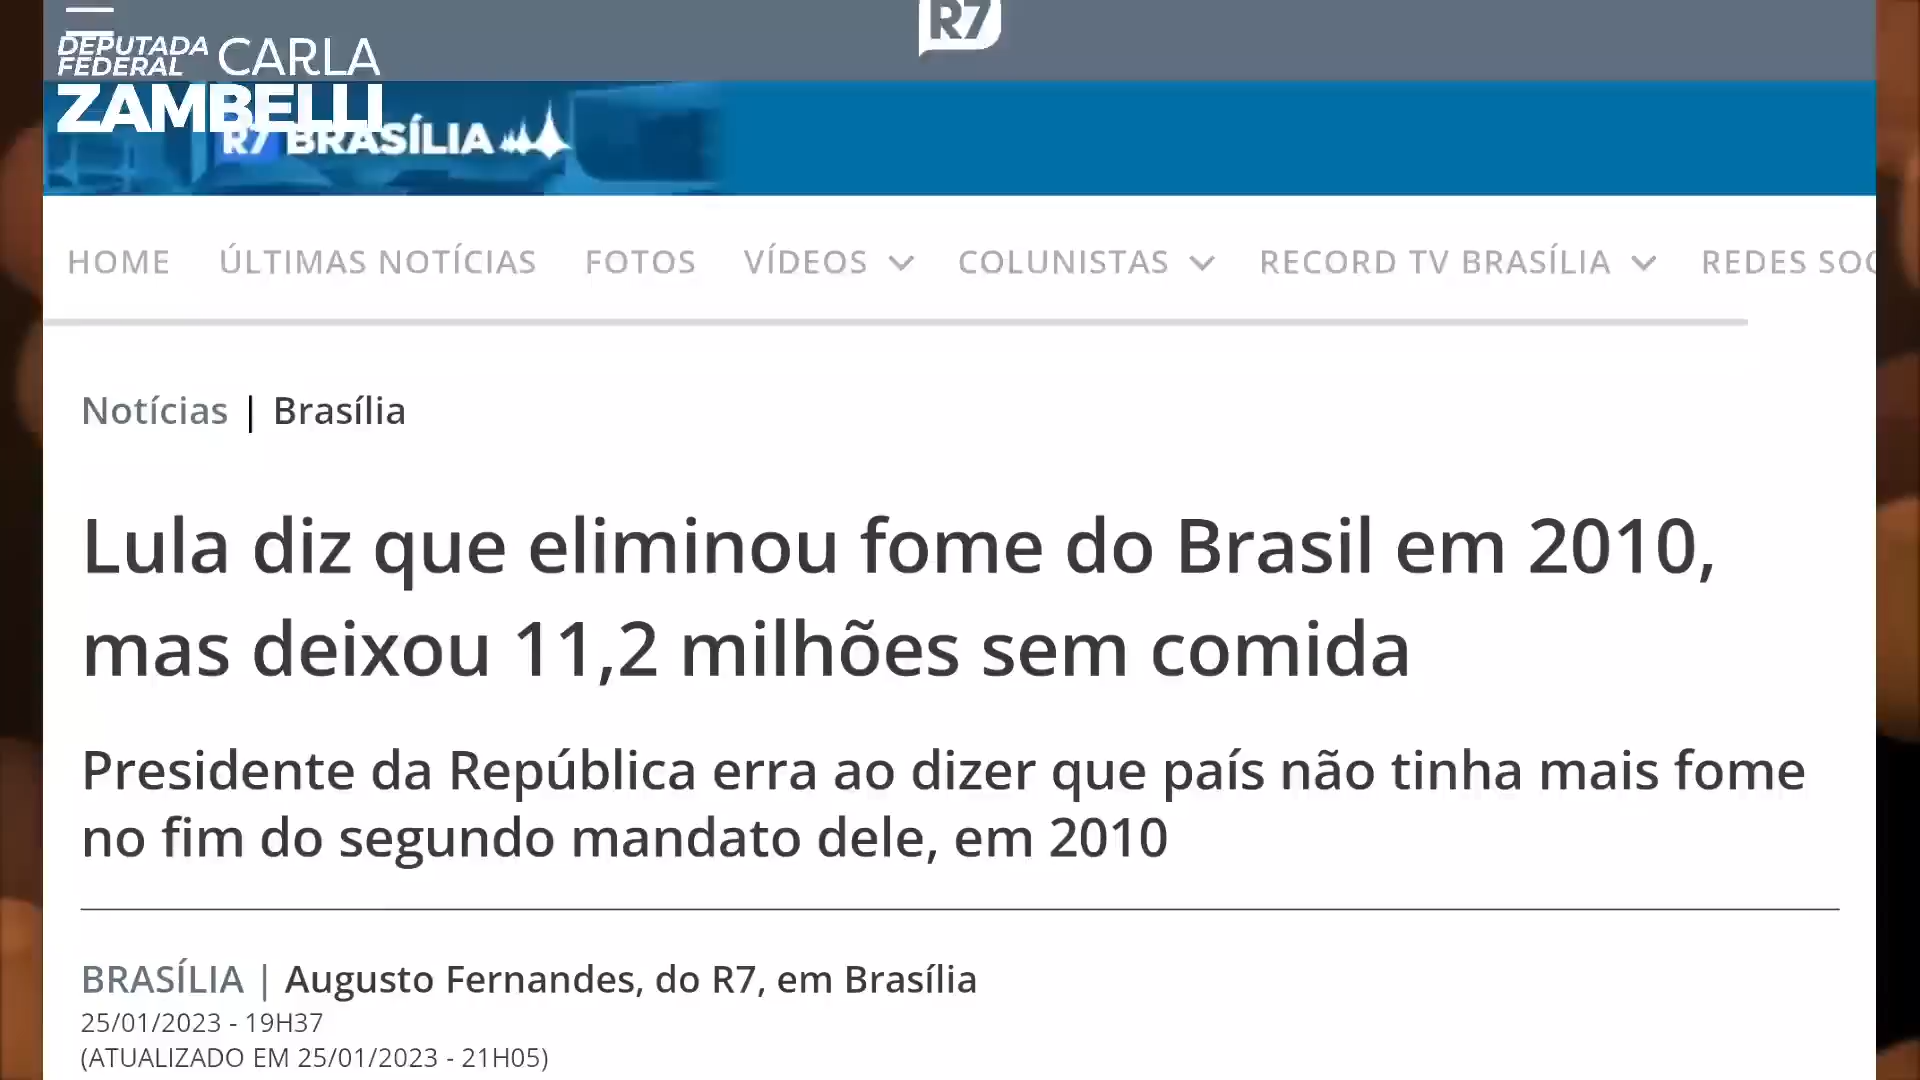 DEPUTADA
FEDERAL
CARLA
ZAMBELLI
R7
R7 BRASÍLIA
HOME ÚLTIMAS NOTÍCIAS FOTOS VÍDEOS COLUNISTAS RECORD TV BRASÍLIA REDES SOC
Notícias | Brasília
Lula diz que eliminou fome do Brasil em 2010,
mas deixou 11,2 milhões sem comida
Presidente da República erra ao dizer que país não tinha mais fome
no fim do segundo mandato dele, em 2010
BRASÍLIA | Augusto Fernandes, do R7, em Brasília
25/01/2023 - 19H37
(ATUALIZADO EM 25/01/2023 - 21H05)